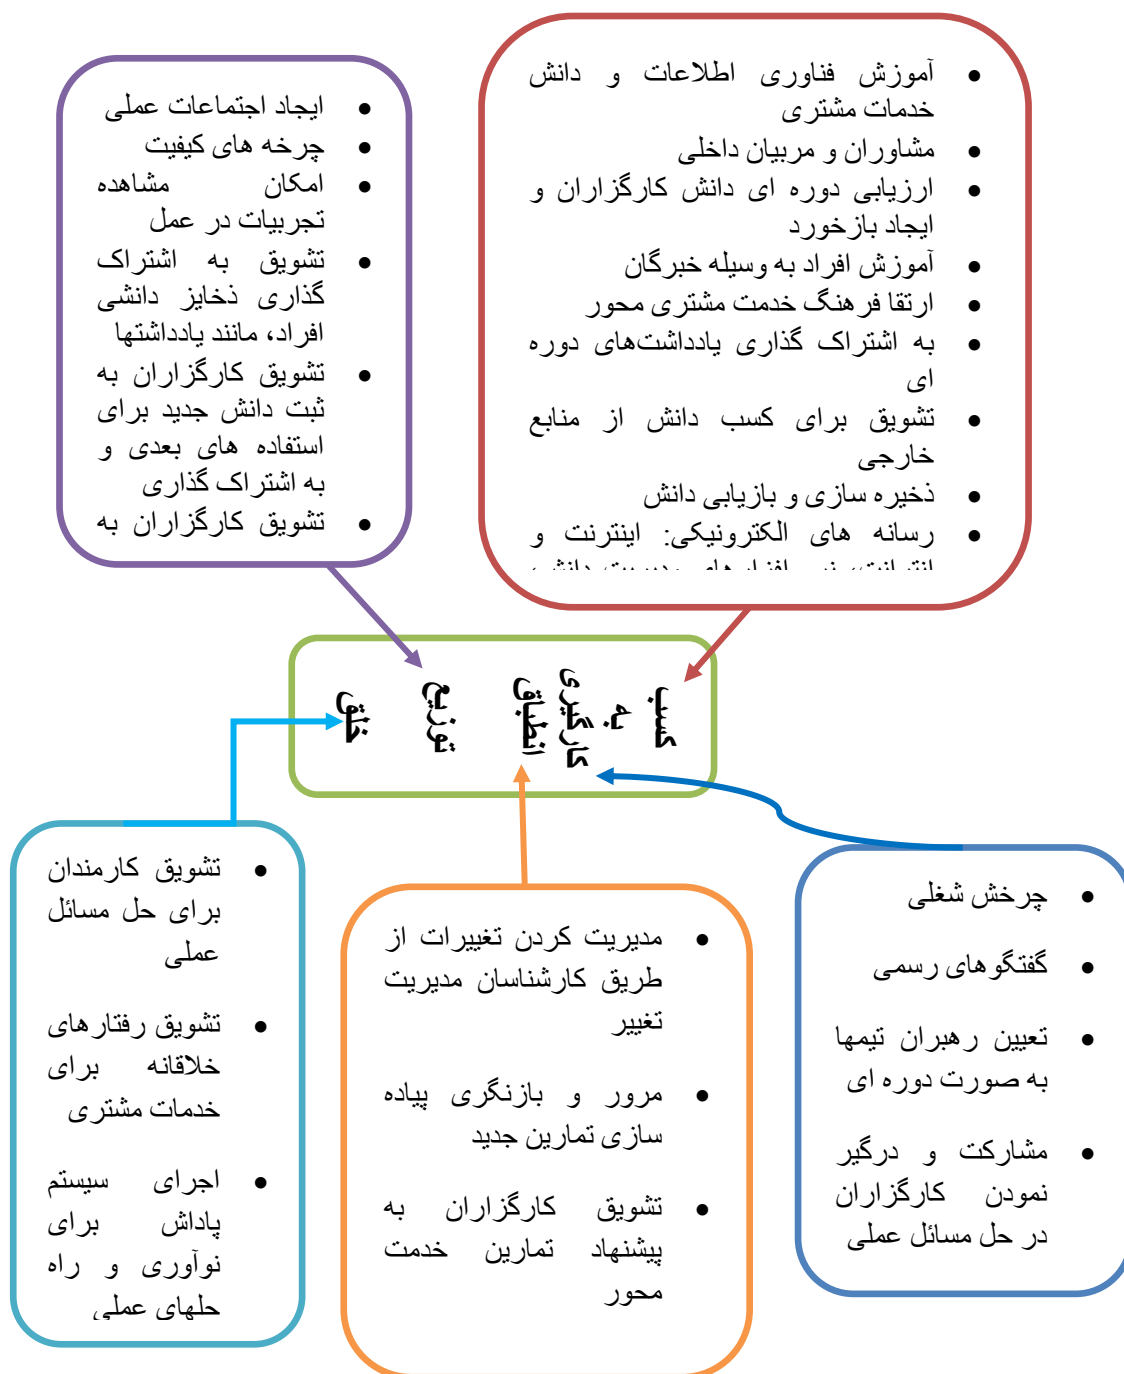 آموزش فناوری اطلاعات و دانش
خدمات مشتری
مشاوران و مربیان داخلی
ارزیابی دوره ای دانش کارگزاران و
ایجاد بازخورد
آموزش افراد به وسیله خبرگان
ارتقا فرهنگ خدمت مشتری محور
به اشتراک گذاری یادداشت‌های دوره
ای
تشویق برای کسب دانش از منابع
خارجی
ذخیره سازی و بازیابی دانش
رسانه های الکترونیکی: اینترنت و
ایجاد اجتماعات عملی
چرخه های کیفیت
امکان مشاهده
تجربیات در عمل
تشویق به اشتراک
گذاری ذخایز دانشی
افراد، مانند یادداشتها
تشویق کارگزاران به
ثبت دانش جدید برای
استفاده های بعدی و
به اشتراک گذاری
تشویق کارگزاران به
کسب
به
کارگیری
انطباق
توزیع
خلق
چرخش شغلی
گفتگوهای رسمی
تعیین رهبران تیمها
به صورت دوره ای
مشارکت و درگیر
نمودن کارگزاران
در حل مسائل عملی
مدیریت کردن تغییرات از
طریق کارشناسان مدیریت
تغییر
مرور و بازنگری پیاده
سازی تمارین جدید
تشویق کارگزاران به
پیشنهاد تمارین خدمت
محور
تشویق کارمندان
برای حل مسائل
عملی
تشویق رفتارهای
خلاقانه برای
خدمات مشتری
اجرای سیستم
پاداش برای
نوآوری و راه
حلهای عملی